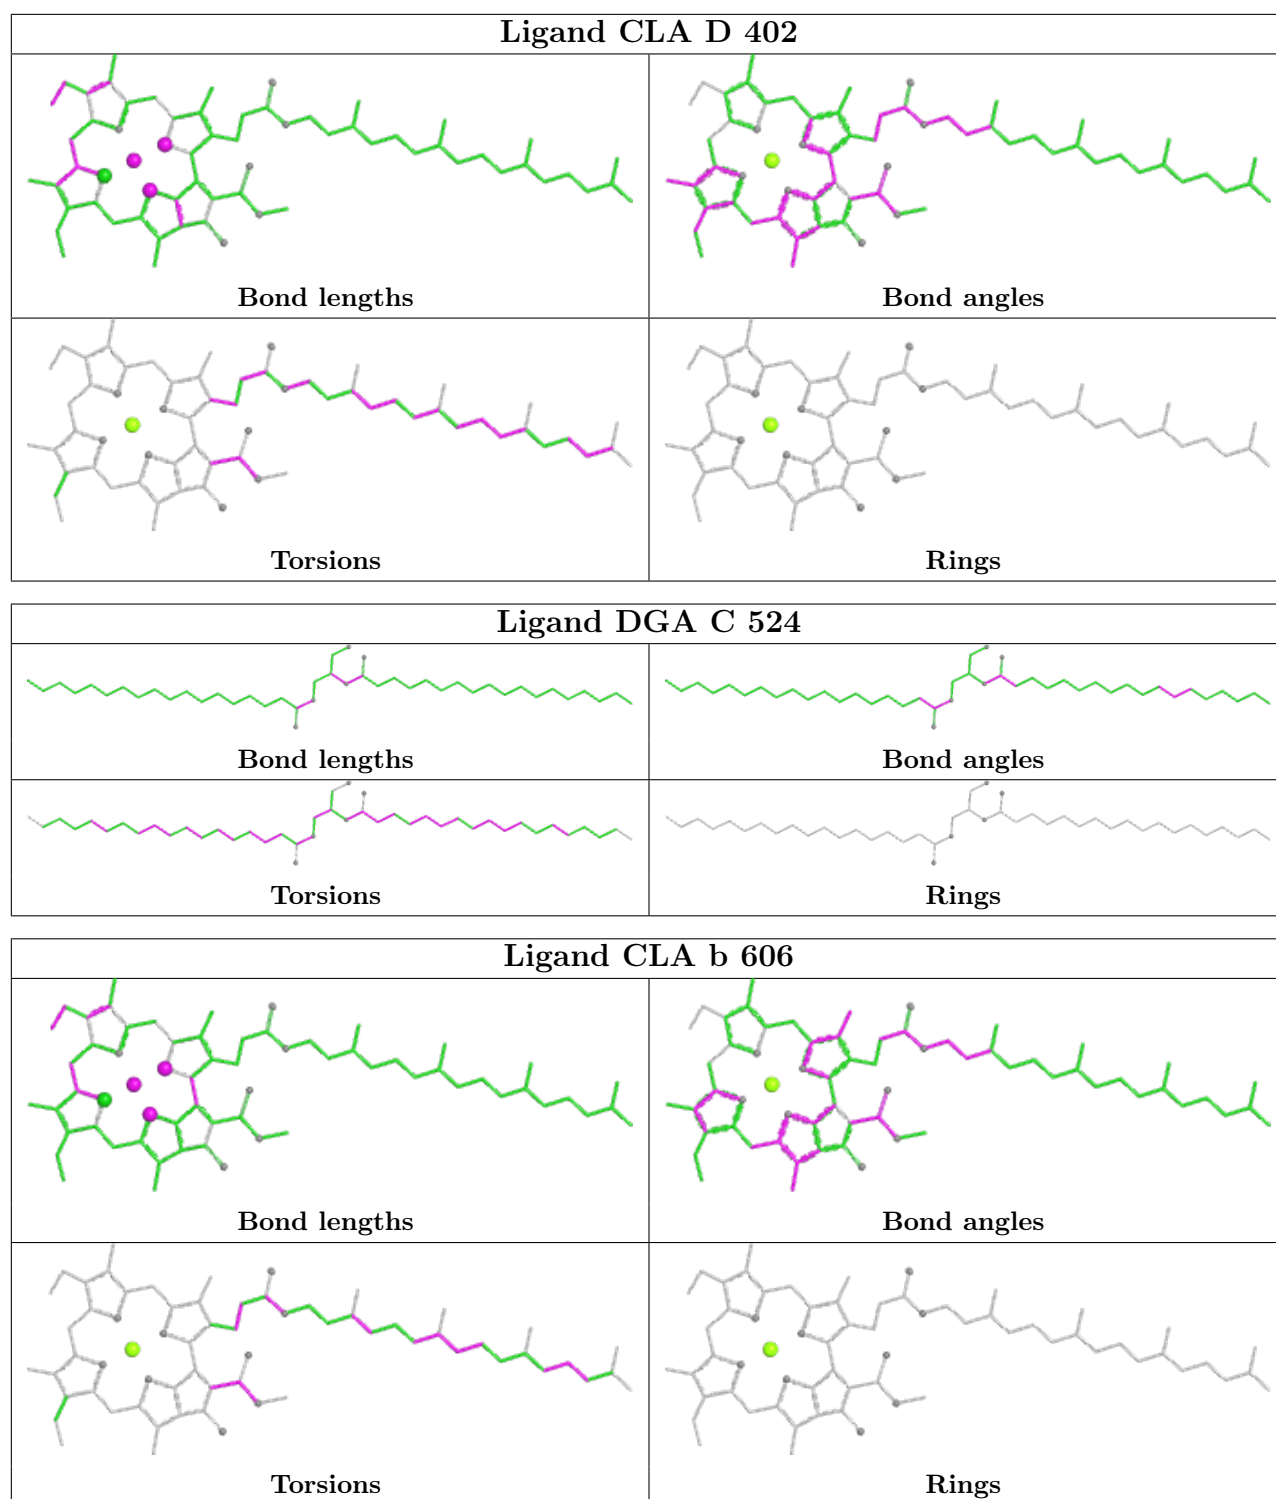 Ligand CLA D 402
Bond lengths
Bond angles
Torsions
Rings
Ligand DGA C 524
Bond lengths
Bond angles
Torsions
Rings
Ligand CLA b 606
Bond lengths
Bond angles
Torsions
Rings